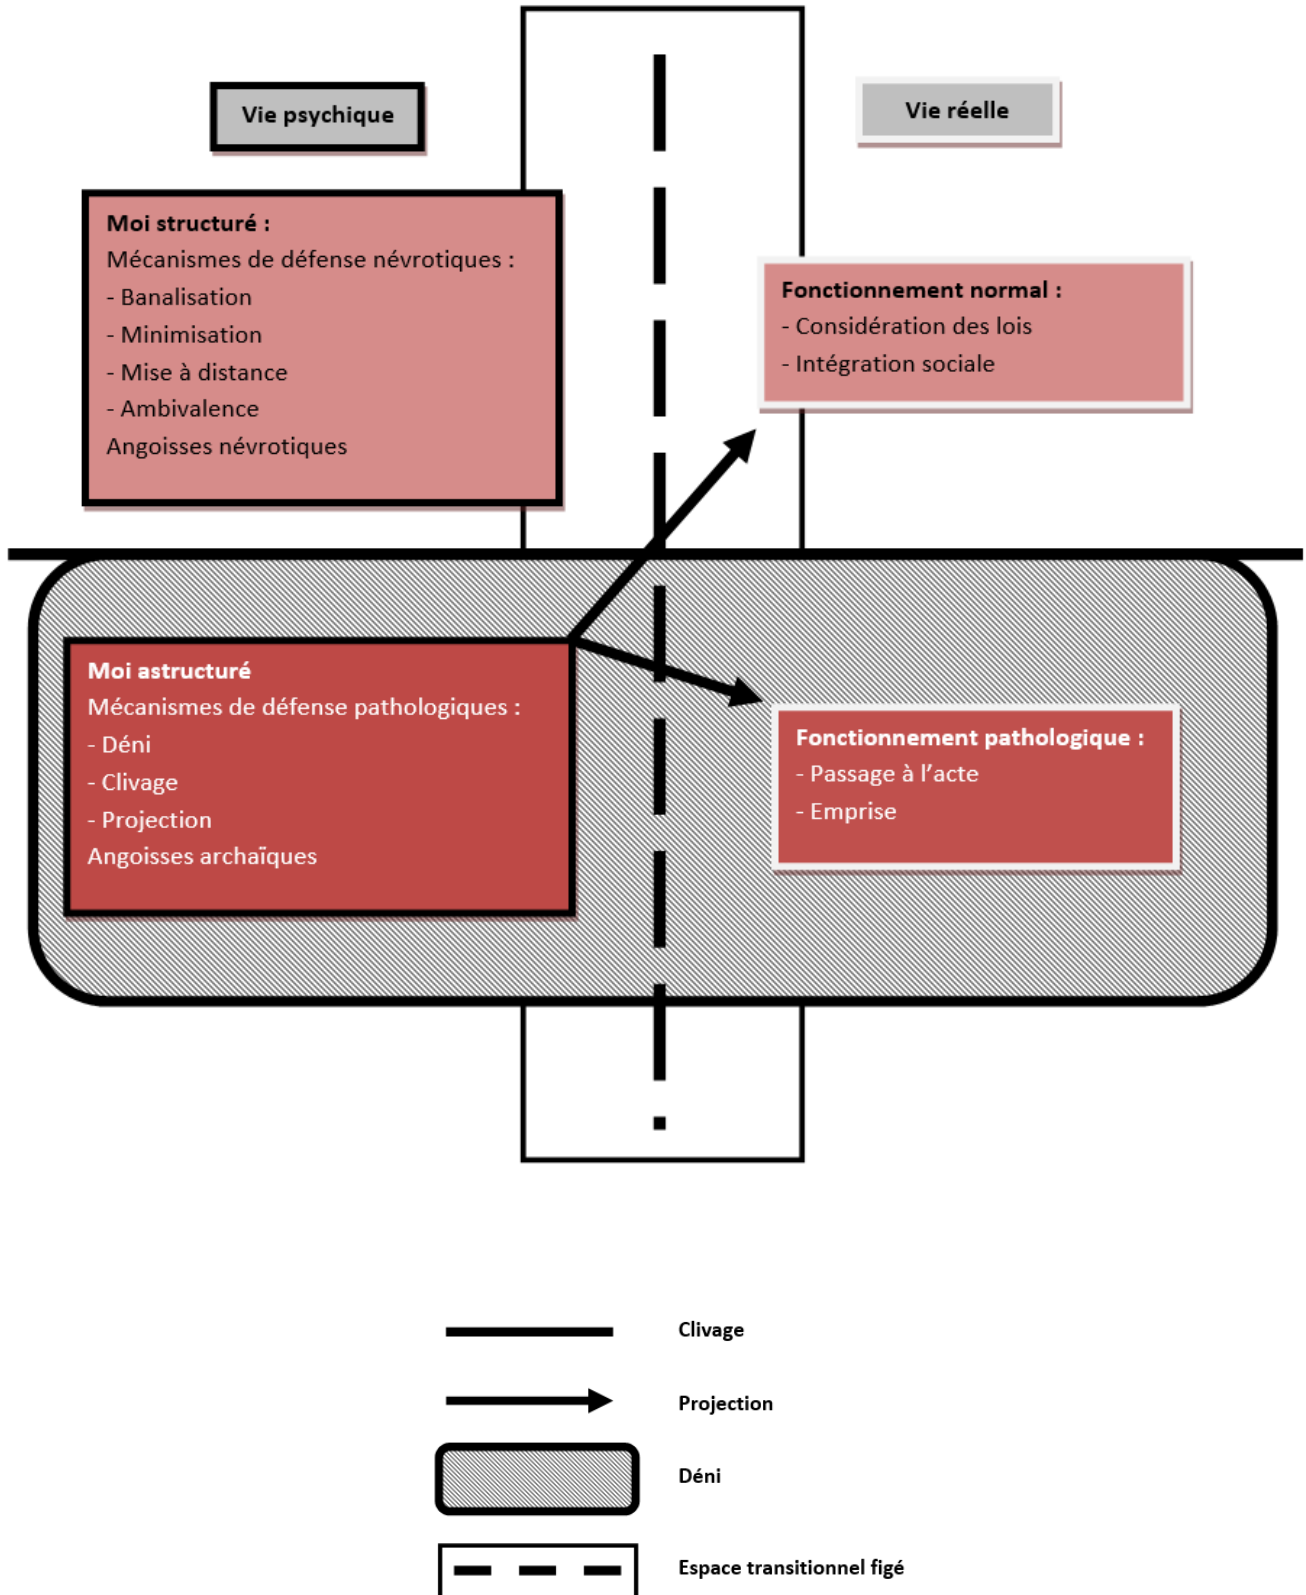 Vie psychique
Vie réelle
Moi structuré :
Mécanismes de défense névrotiques :
- Banalisation
- Minimisation
- Mise à distance
- Ambivalence
Angoisses névrotiques
Fonctionnement normal :
- Considération des lois
- Intégration sociale
Moi astructuré
Mécanismes de défense pathologiques :
- Déni
- Clivage
- Projection
Angoisses archaïques
Fonctionnement pathologique :
- Passage à l’acte
- Emprise
Clivage
Projection
Déni
Espace transitionnel figé